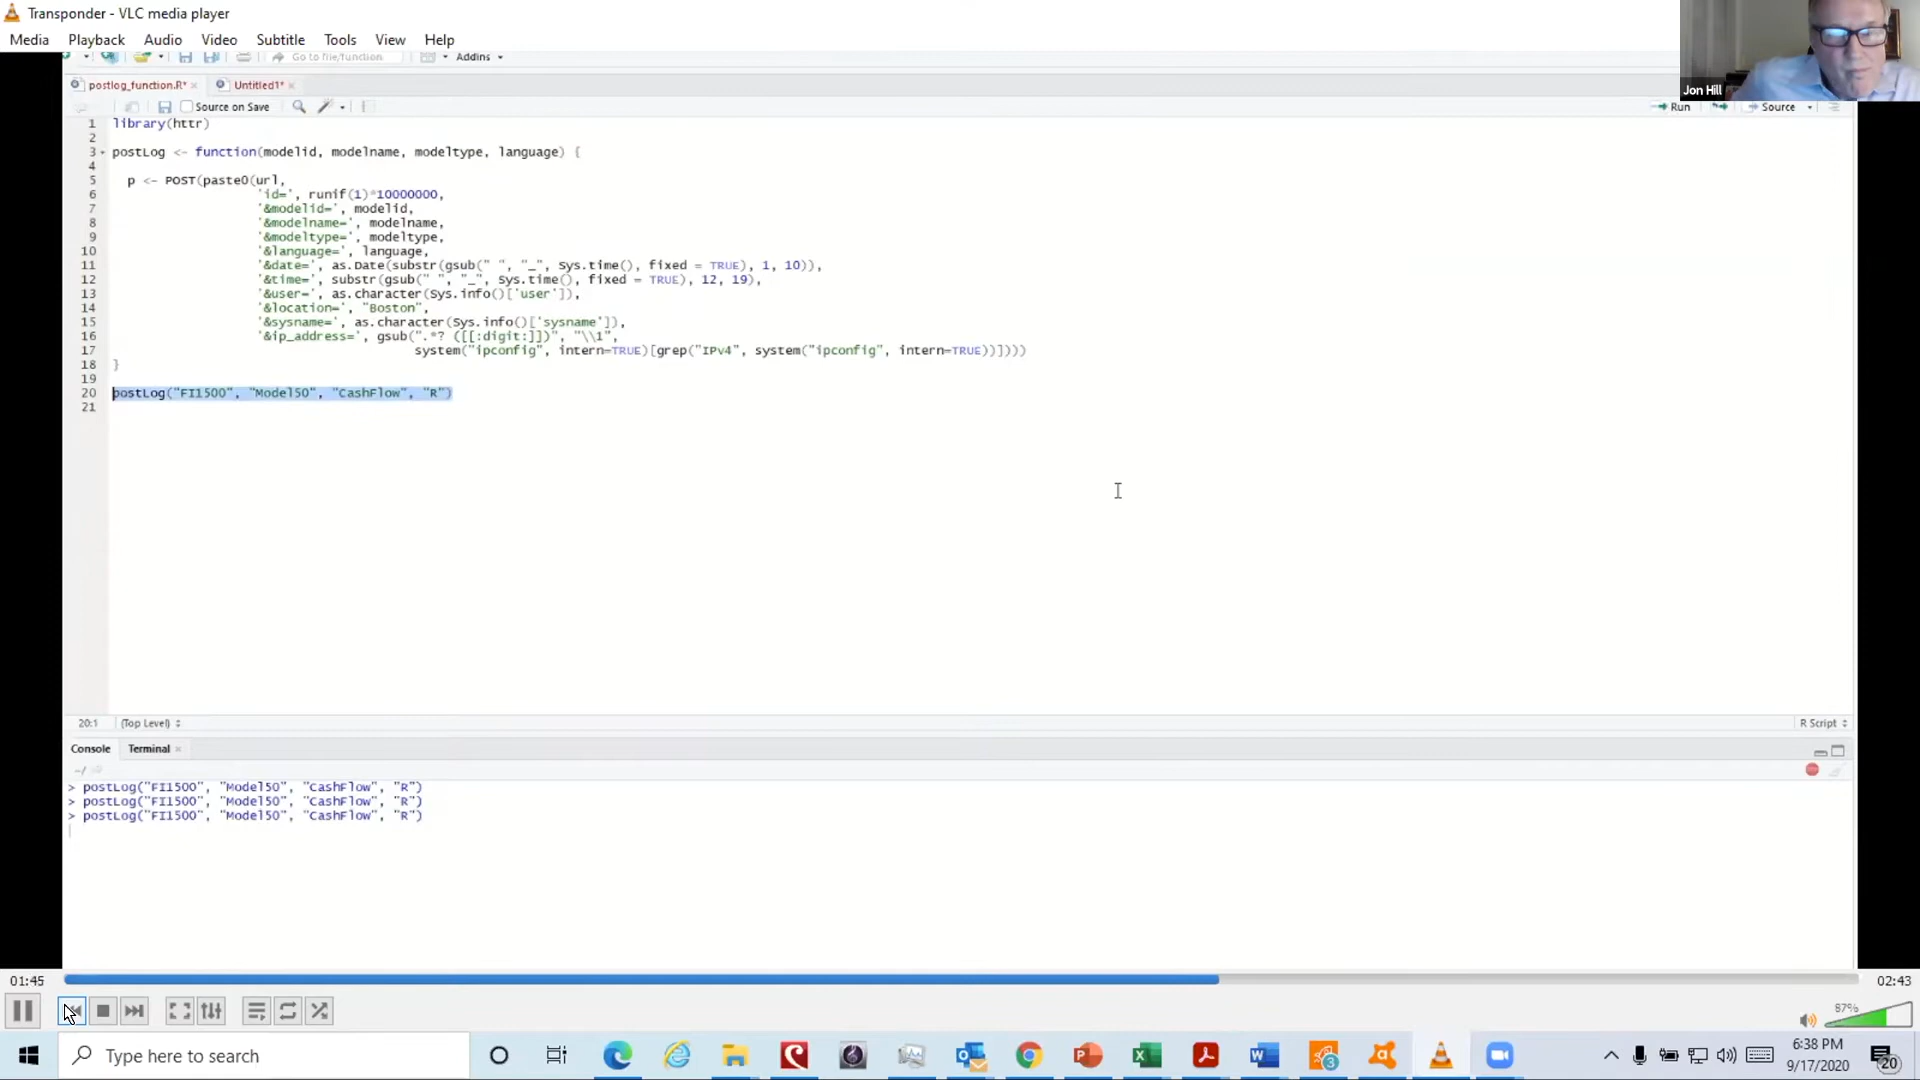 Transponder - VLC media player
Media Playback Audio Video Subtitle Tools View Help
Jon Hill
Go to file/function Addins
postlog_function.R* × Untitled1* ×
Source on Save Run Source
1 library(httr)
2
3 postLog <- function(modelid, modelname, modeltype, language) {
4
5 p <- POST(paste0(url,
6 'id=', runif(1)*10000000,
7 '&modelid=', modelid,
8 '&modelname=', modelname,
9 '&modeltype=', modeltype,
10 '&language=', language,
11 '&date=', as.Date(substr(gsub(" ", "_", Sys.time(), fixed = TRUE), 1, 10)),
12 '&time=', substr(gsub(" ", "_", Sys.time(), fixed = TRUE), 12, 19),
13 '&user=', as.character(Sys.info()['user']),
14 '&location=', "Boston",
15 '&sysname=', as.character(Sys.info()['sysname']),
16 '&ip_address=', gsub(".*? ([[:digit:]])", "\\1",
17 system("ipconfig", intern=TRUE)[grep("IPv4", system("ipconfig", intern=TRUE))])))
18 }
19
20 postLog("FI1500", "Model50", "CashFlow", "R")
21
20:1 (Top Level) R Script
Console Terminal ×
~/
> postLog("FI1500", "Model50", "CashFlow", "R")
> postLog("FI1500", "Model50", "CashFlow", "R")
> postLog("FI1500", "Model50", "CashFlow", "R")
01:45 02:43
87%
Type here to search
3
6:38 PM
9/17/2020
20